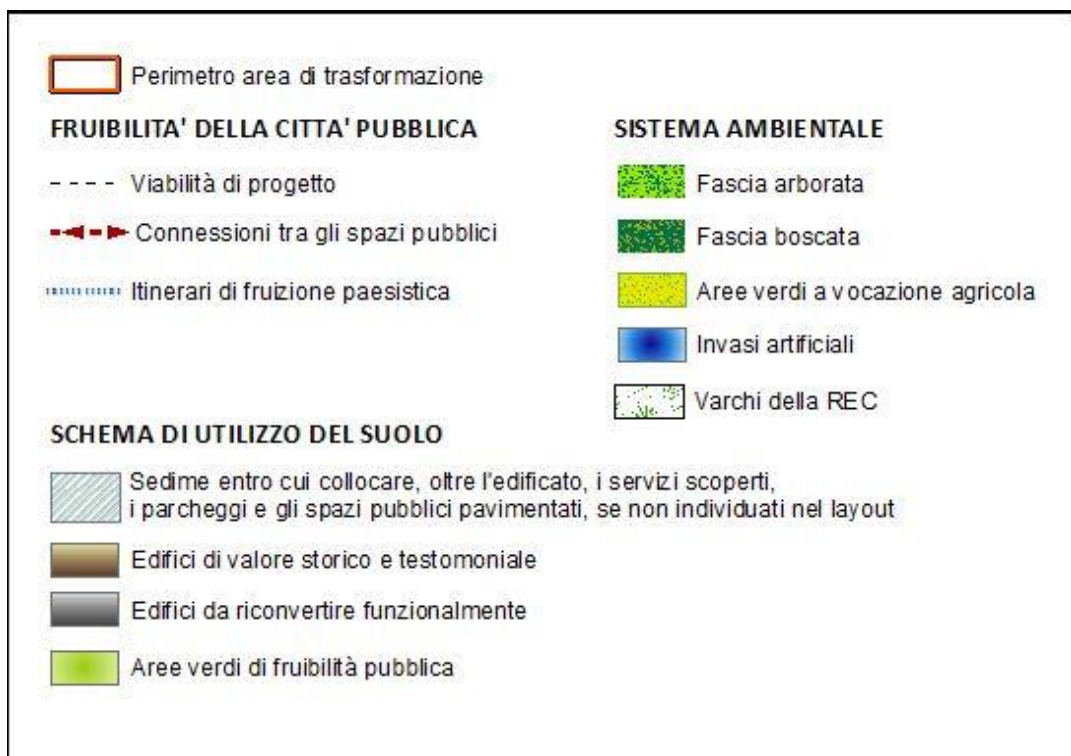 Perimetro area di trasformazione
FRUIBILITA' DELLA CITTA' PUBBLICA
Viabilità di progetto
Connessioni tra gli spazi pubblici
Itinerari di fruizione paesistica
SISTEMA AMBIENTALE
Fascia arborata
Fascia boscata
Aree verdi a vocazione agricola
Invasi artificiali
Varchi della REC
SCHEMA DI UTILIZZO DEL SUOLO
Sedime entro cui collocare, oltre l'edificato, i servizi scoperti,
i parcheggi e gli spazi pubblici pavimentati, se non individuati nel layout
Edifici di valore storico e testomoniale
Edifici da riconvertire funzionalmente
Aree verdi di fruibilità pubblica